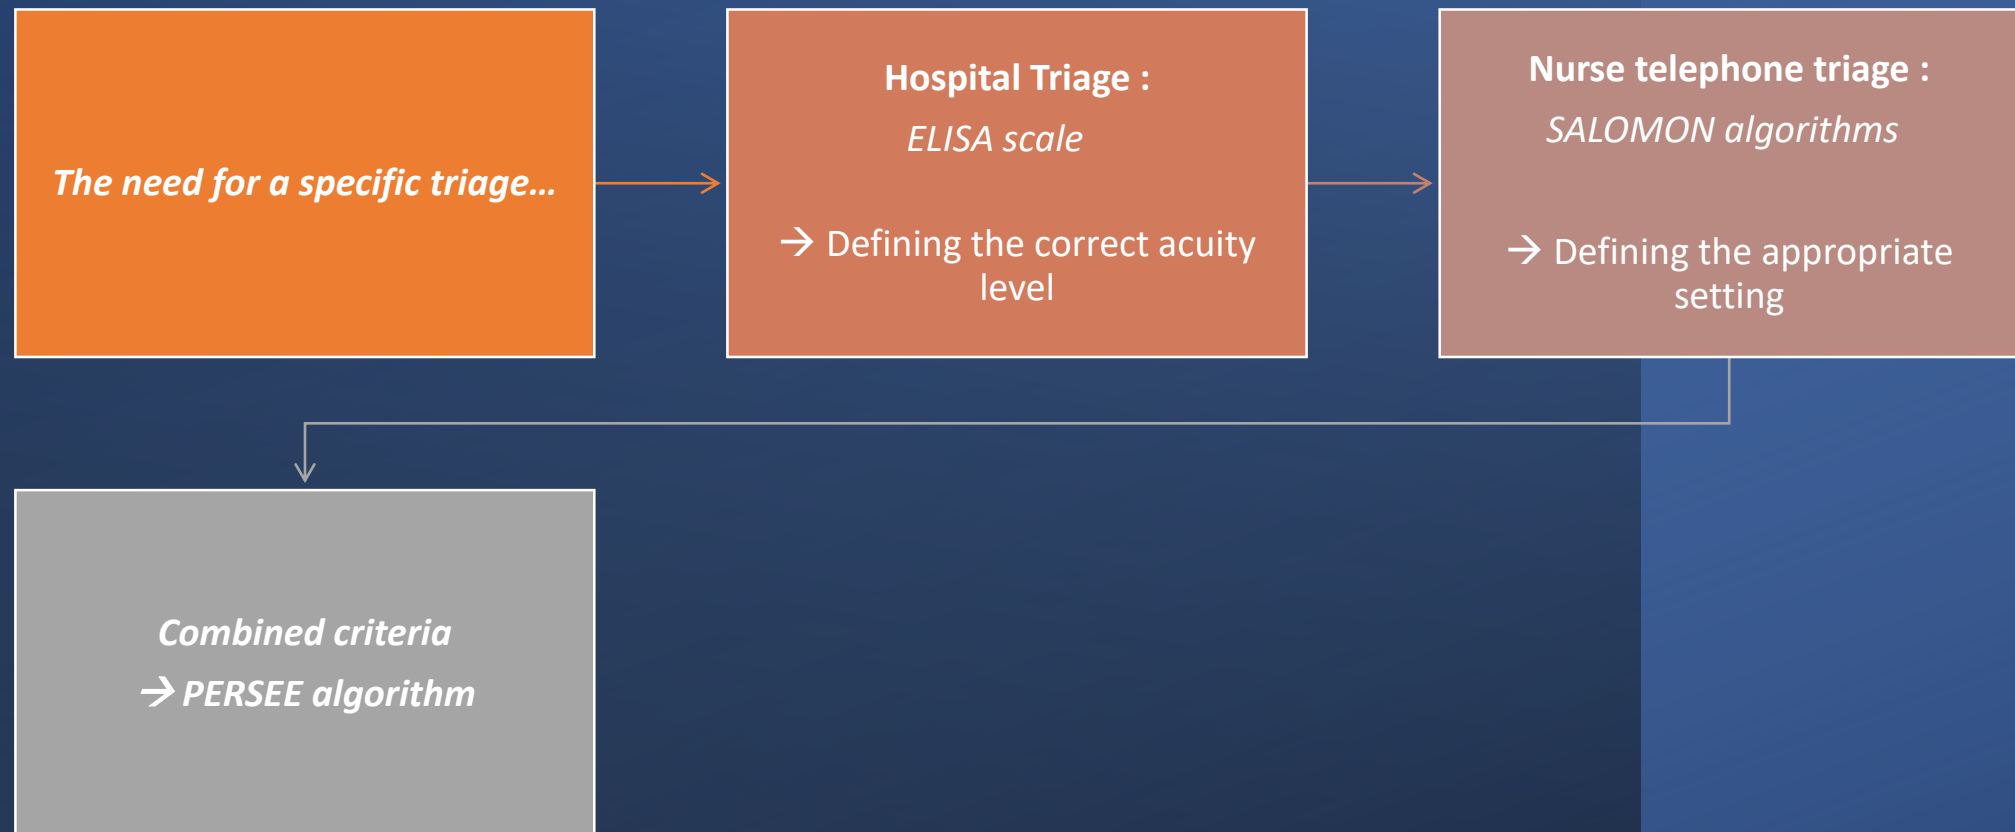 The need for a specific triage...
Hospital Triage :
ELISA scale
→ Defining the correct acuity
level
Nurse telephone triage :
SALOMON algorithms
→ Defining the appropriate
setting
Combined criteria
→ PERSEE algorithm